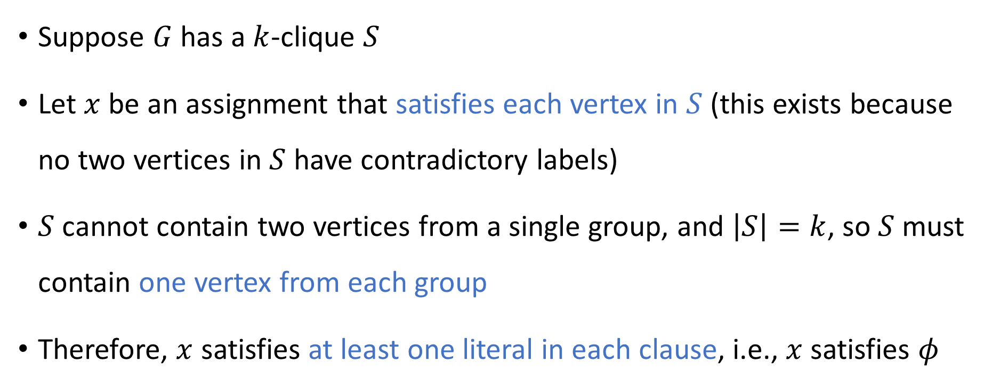 • Suppose 𝐺 has a 𝑘-clique 𝑆
• Let 𝑥 be an assignment that satisfies each vertex in 𝑆 (this exists because
no two vertices in 𝑆 have contradictory labels)
• 𝑆 cannot contain two vertices from a single group, and |𝑆| = 𝑘, so 𝑆 must
contain one vertex from each group
• Therefore, 𝑥 satisfies at least one literal in each clause, i.e., 𝑥 satisfies 𝜙